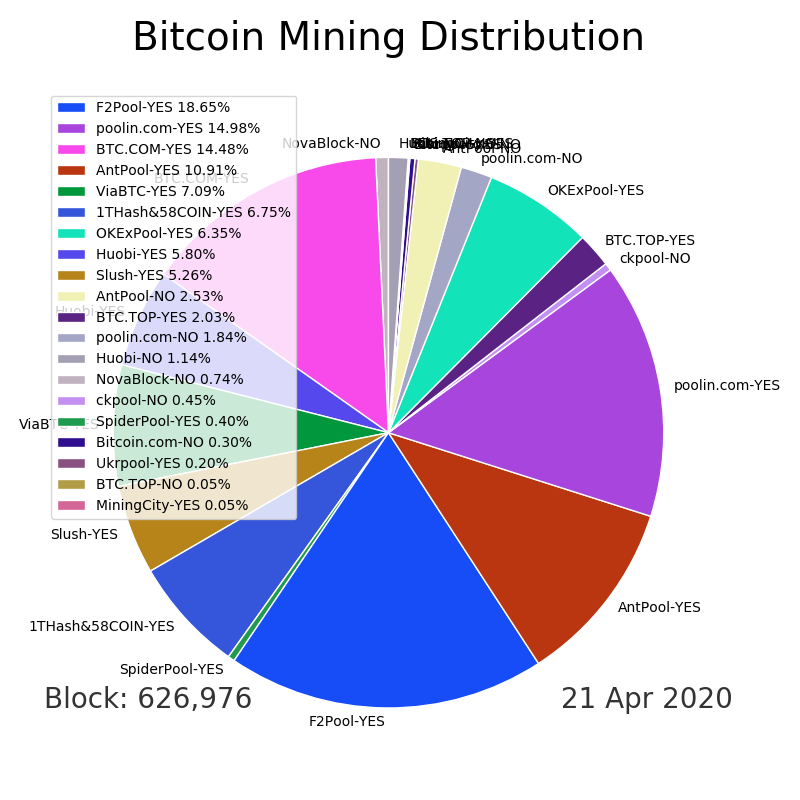 Bitcoin Mining Distribution
F2Pool-YES 18.65%
poolin.com-YES 14.98%
BTC.COM-YES 14.48%
AntPool-YES 10.91%
ViaBTC-YES 7.09%
1THash&58COIN-YES 6.75%
OKExPool-YES 6.35%
Huobi-YES 5.80%
Slush-YES 5.26%
AntPool-NO 2.53%
BTC.TOP-YES 2.03%
poolin.com-NO 1.84%
Huobi-NO 1.14%
NovaBlock-NO 0.74%
ckpool-NO 0.45%
SpiderPool-YES 0.40%
Bitcoin.com-NO 0.30%
Ukrpool-YES 0.20%
BTC.TOP-NO 0.05%
MiningCity-YES 0.05%
NovaBlock-NO
AntPool-NO
poolin.com-NO
OKExPool-YES
BTC.TOP-YES
ckpool-NO
poolin.com-YES
AntPool-YES
F2Pool-YES
SpiderPool-YES
1THash&58COIN-YES
Slush-YES
ViaBTC-YES
Huobi-YES
BTC.COM-YES
Block: 626,976
21 Apr 2020